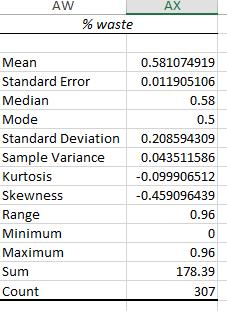 AW AX
% waste
Mean 0.581074919
Standard Error 0.011905106
Median 0.58
Mode 0.5
Standard Deviation 0.208594309
Sample Variance 0.043511586
Kurtosis -0.099906512
Skewness -0.459096439
Range 0.96
Minimum 0
Maximum 0.96
Sum 178.39
Count 307